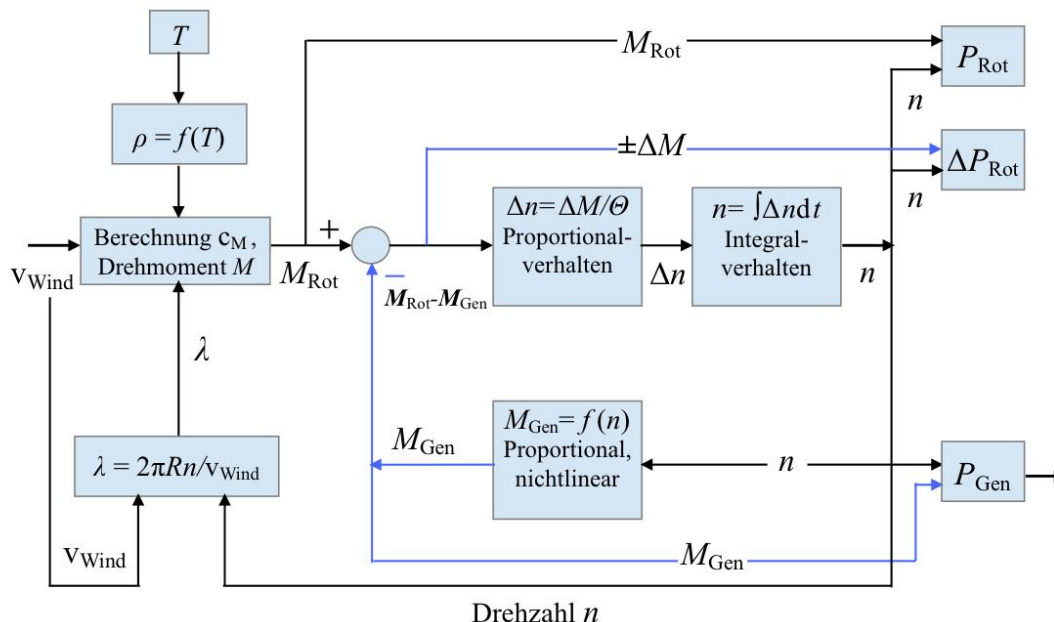 T
M_Rot
P_Rot
n
ρ = f(T)
±ΔM
ΔP_Rot
n
Berechnung c_M ,
Drehmoment M
v_Wind
M_Rot
+
−
M_Rot-M_Gen
Δn= ΔM/Θ
Proportional-
verhalten
Δn
n= ∫Δndt
Integral-
verhalten
n
λ
M_Gen
M_Gen= f (n)
Proportional,
nichtlinear
n
P_Gen
λ = 2πRn/v_Wind
v_Wind
M_Gen
Drehzahl n